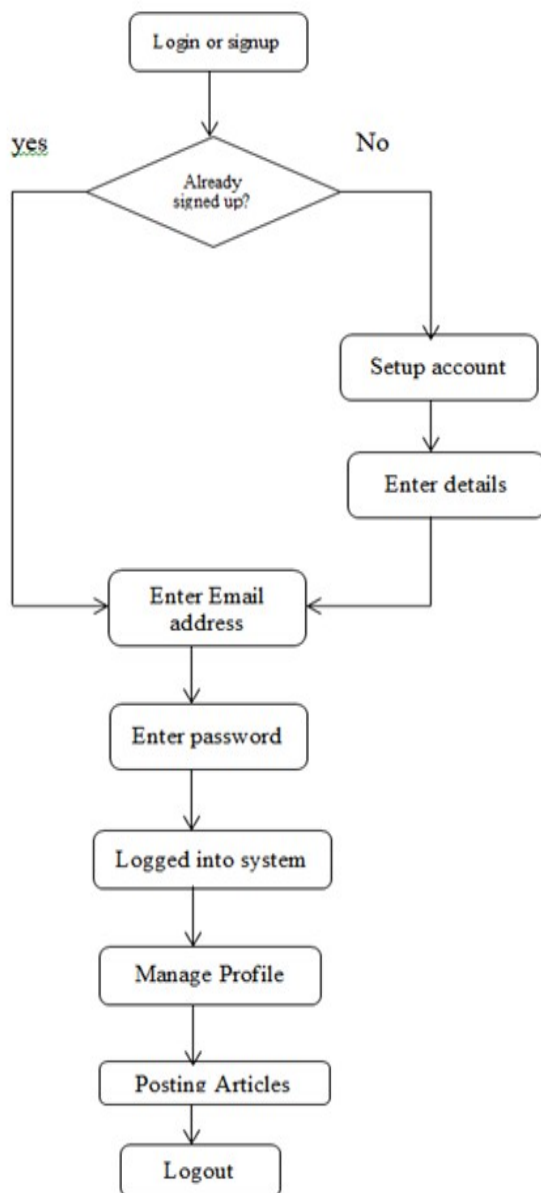 Login or signup
yes
No
Already
signed up?
Setup account
Enter details
Enter Email
address
Enter password
Logged into system
Manage Profile
Posting Articles
Logout